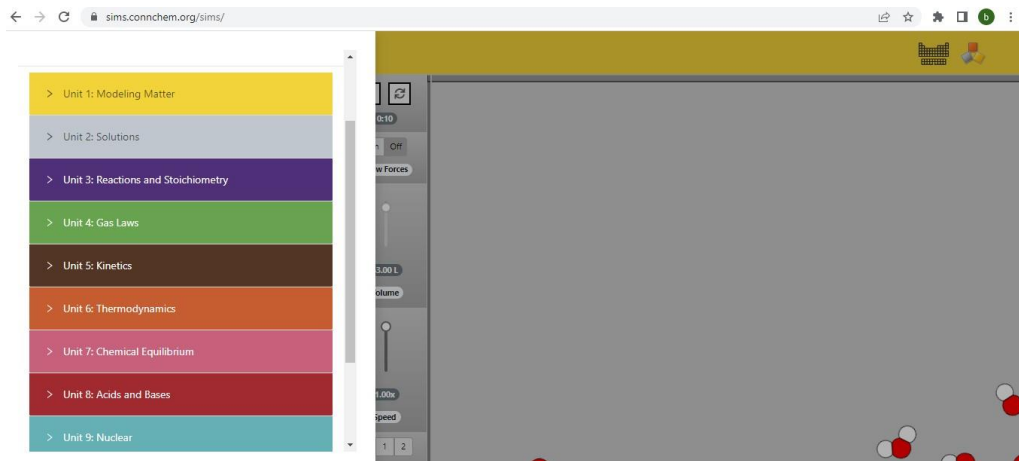 sims.connchem.org/sims/
b
Unit 1: Modeling Matter
Unit 2: Solutions
Unit 3: Reactions and Stoichiometry
Unit 4: Gas Laws
Unit 5: Kinetics
Unit 6: Thermodynamics
Unit 7: Chemical Equilibrium
Unit 8: Acids and Bases
Unit 9: Nuclear
0:10
Off
w Forces
3.00 L
olume
1.00x
Speed
1 2